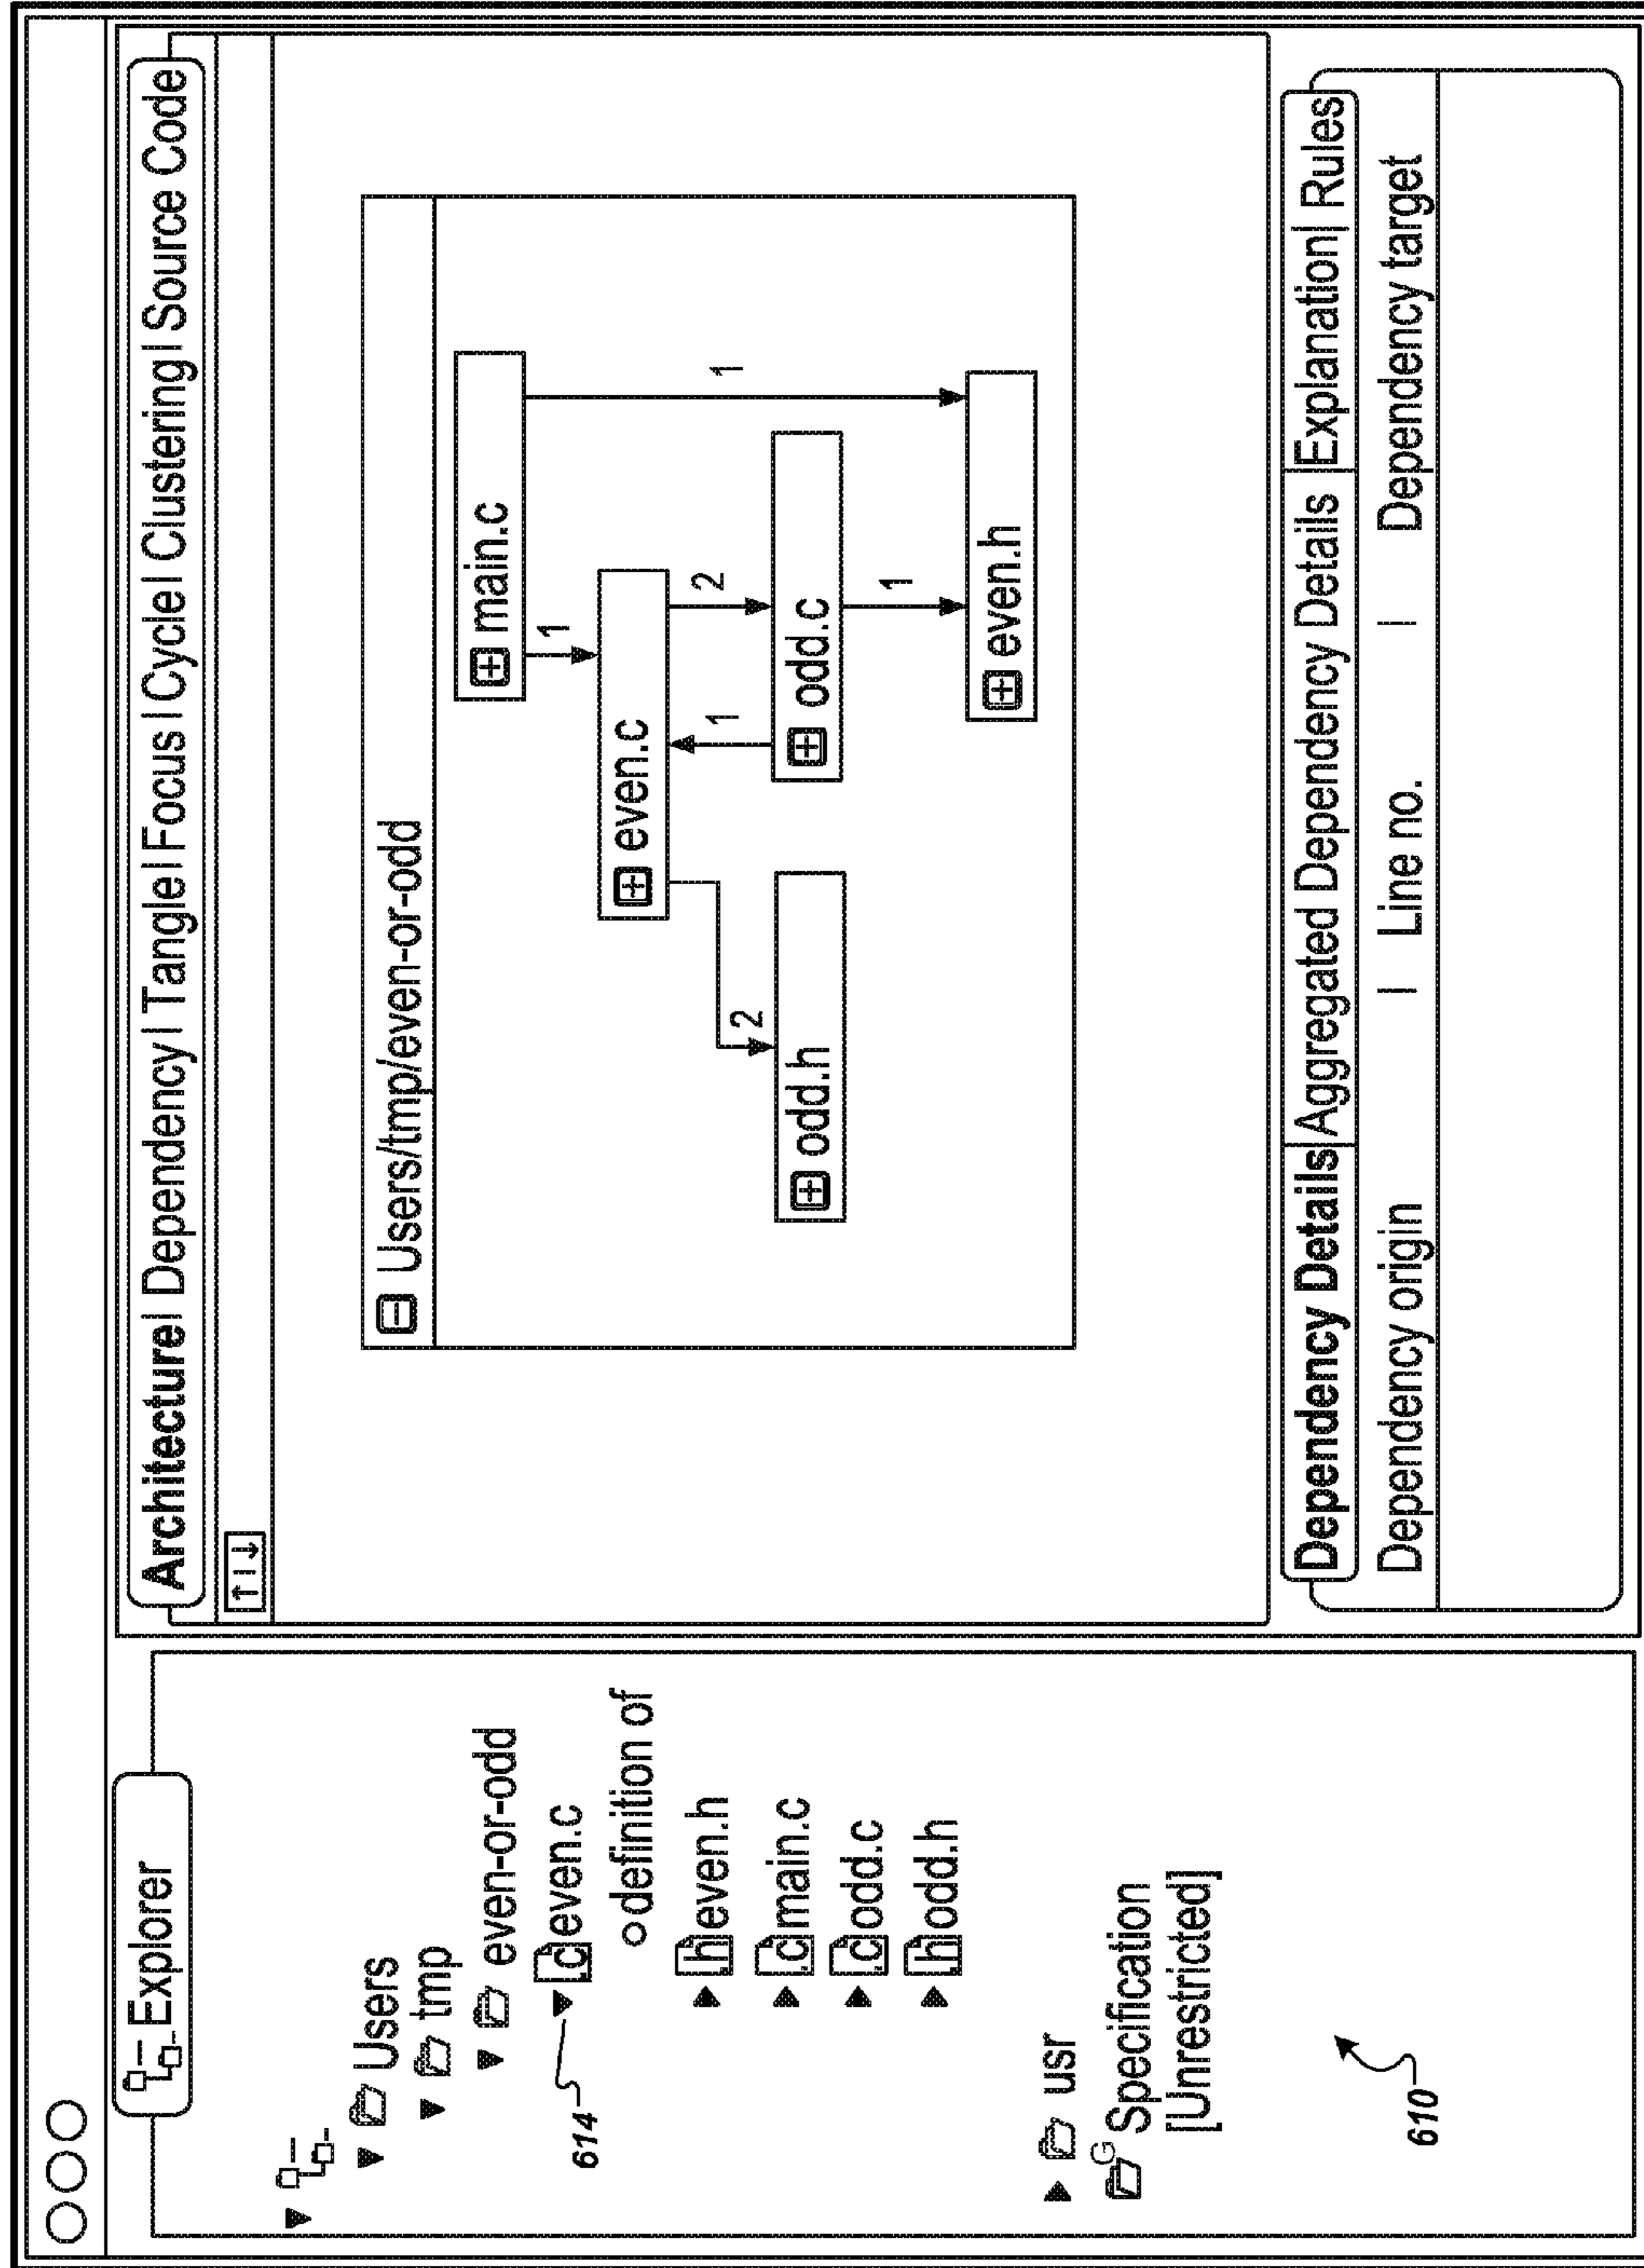 Explorer
Users
tmp
even-or-odd
.c even.c
definition of
.h even.h
.c main.c
.c odd.c
.h odd.h
usr
G
Specification
[Unrestricted]
614
610
Architecture | Dependency | Tangle | Focus | Cycle | Clustering | Source Code
Users/tmp/even-or-odd
main.c
1
1
even.c
1
2
2
odd.h
odd.c
1
even.h
Dependency Details | Aggregated Dependency Details | Explanation | Rules
Dependency origin | Line no. | Dependency target